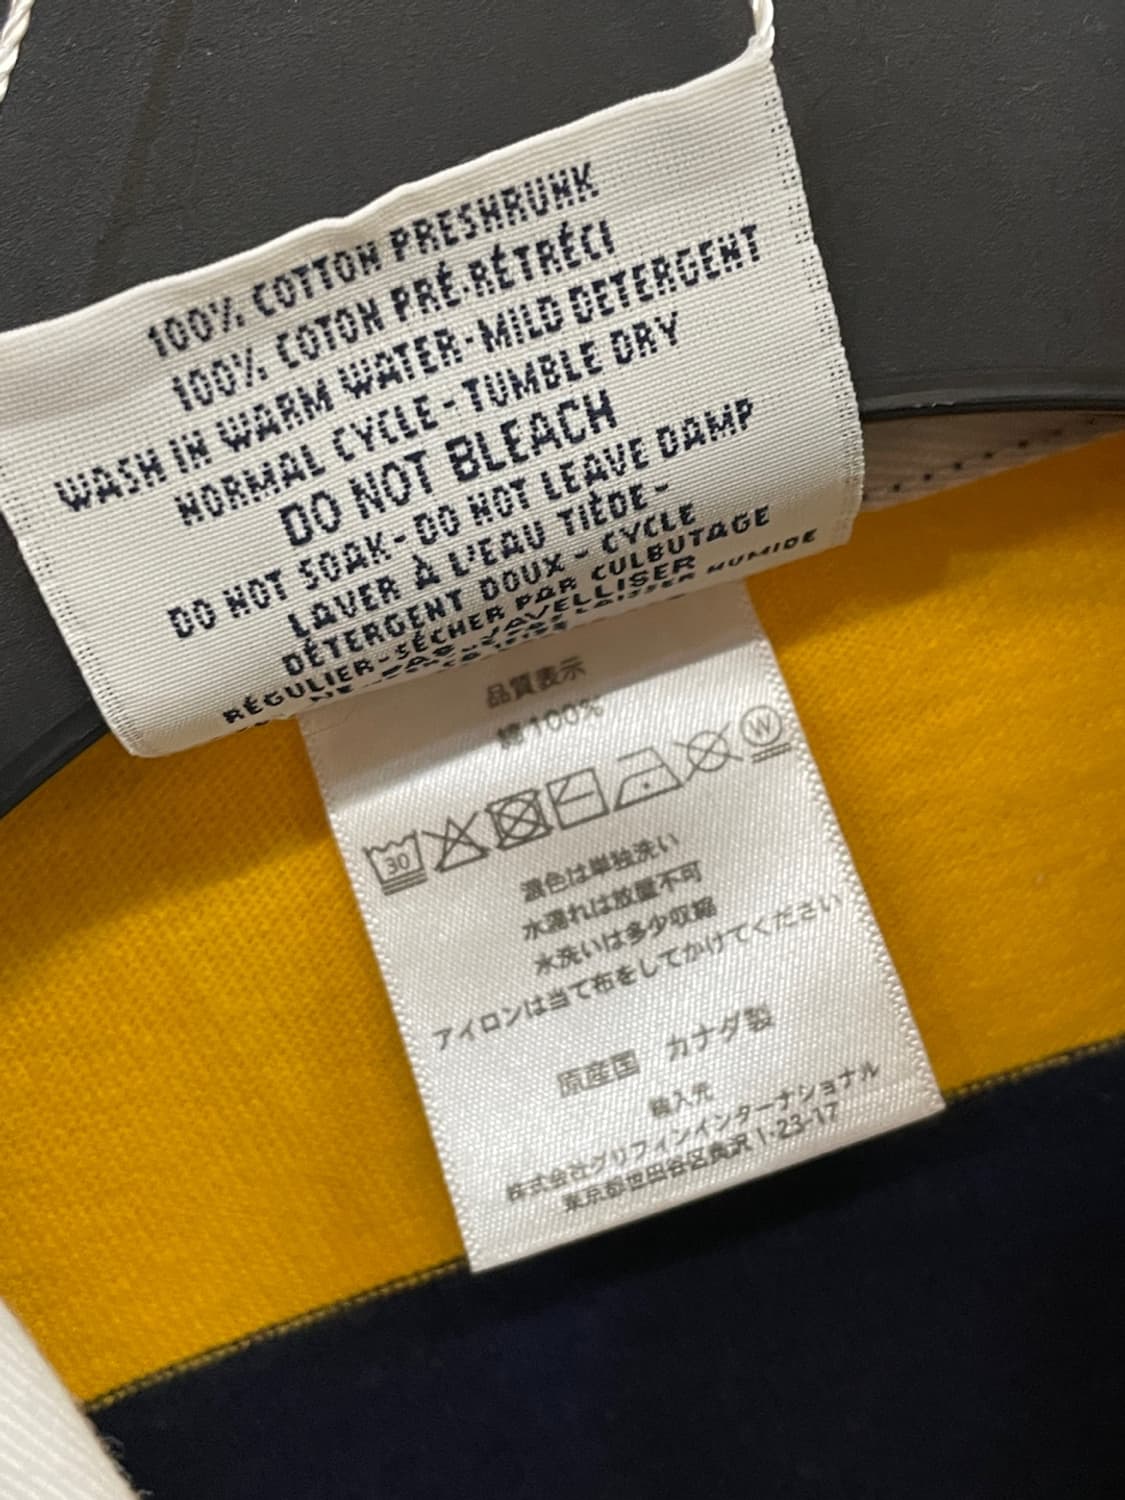 100% COTTON PRESHRUNK
100% COTON PRÉ-RÉTRÉCI
WASH IN WARM WATER-MILD DETERGENT
NORMAL CYCLE-TUMBLE DRY
DO NOT BLEACH
DO NOT SOAK-DO NOT LEAVE DAMP
LAVER À L'EAU TIÈDE-
DÉTERGENT DOUX - CYCLE
RÉGULIER-SÉCHER PAR CULBUTAGE
HUMIDE
品質表示
綿100%
30
W
濃色は単独洗い
水濡れは放置不可
水洗いは多少収縮
アイロンは当て布をしてかけてください
原産国 カナダ製
輸入元
株式会社グリフィンインターナショナル
東京都世田谷区奥沢1-23-17